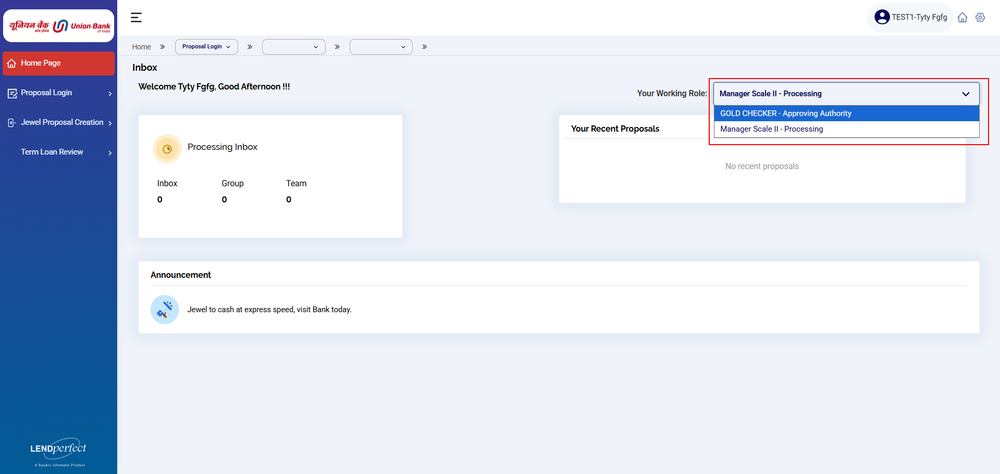 यूनियन बैंक Union Bank
ऑफ इंडिया of India
TEST1-Tyty Fgfg
Home Page
Proposal Login
Jewel Proposal Creation
Term Loan Review
LENDperfect
A SysArc Infomatix Product
Home » Proposal Login » » »
Inbox
Welcome Tyty Fgfg, Good Afternoon !!!
Your Working Role: Manager Scale II - Processing
GOLD CHECKER - Approving Authority
Manager Scale II - Processing
Processing Inbox
Inbox Group Team
0 0 0
Your Recent Proposals
No recent proposals
Announcement
Jewel to cash at express speed, visit Bank today.